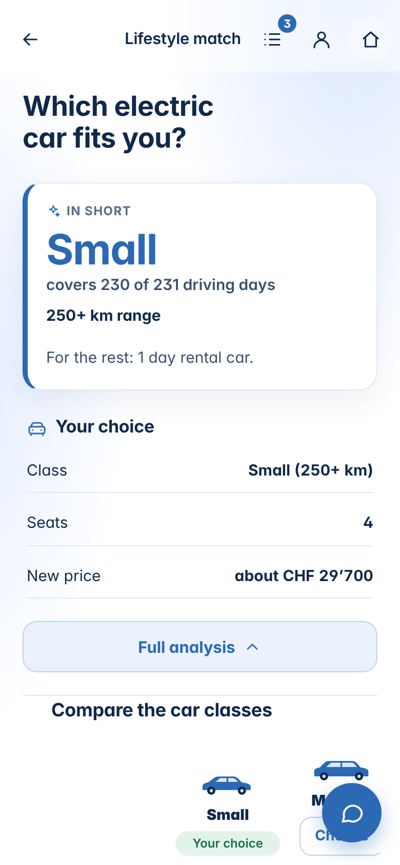 Lifestyle match
3
Which electric
car fits you?
IN SHORT
Small
covers 230 of 231 driving days
250+ km range
For the rest: 1 day rental car.
Your choice
Class Small (250+ km)
Seats 4
New price about CHF 29’700
Full analysis
Compare the car classes
Small
Your choice